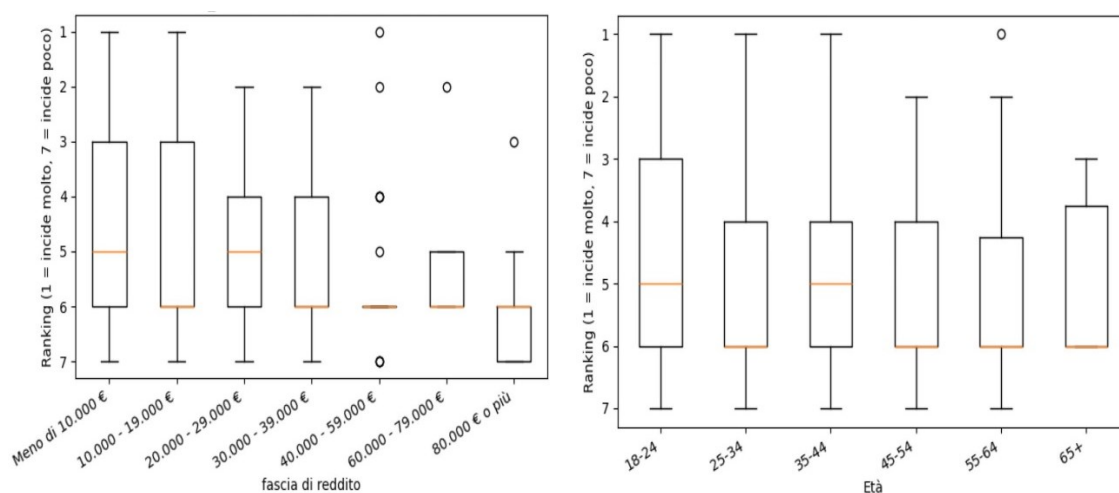 Ranking (1 = incide molto, 7 = incide poco)
1
2
3
4
5
6
7
Meno di 10.000 €
10.000 - 19.000 €
20.000 - 29.000 €
30.000 - 39.000 €
40.000 - 59.000 €
60.000 - 79.000 €
80.000 € o più
fascia di reddito
Ranking (1 = incide molto, 7 = incide poco)
1
2
3
4
5
6
7
18-24
25-34
35-44
45-54
55-64
65+
Età